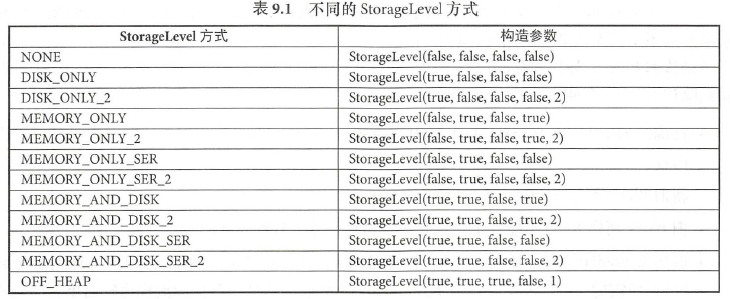 表 9.1 不同的 StorageLevel 方式
StorageLevel 方式 构造参数
NONE StorageLevel(false, false, false, false)
DISK_ONLY StorageLevel(true, false, false, false)
DISK_ONLY_2 StorageLevel(true, false, false, false, 2)
MEMORY_ONLY StorageLevel(false, true, false, true)
MEMORY_ONLY_2 StorageLevel(false, true, false, true, 2)
MEMORY_ONLY_SER StorageLevel(false, true, false, false)
MEMORY_ONLY_SER_2 StorageLevel(false, true, false, false, 2)
MEMORY_AND_DISK StorageLevel(true, true, false, true)
MEMORY_AND_DISK_2 StorageLevel(true, true, false, true, 2)
MEMORY_AND_DISK_SER StorageLevel(true, true, false, false)
MEMORY_AND_DISK_SER_2 StorageLevel(true, true, false, false, 2)
OFF_HEAP StorageLevel(true, true, true, false, 1)